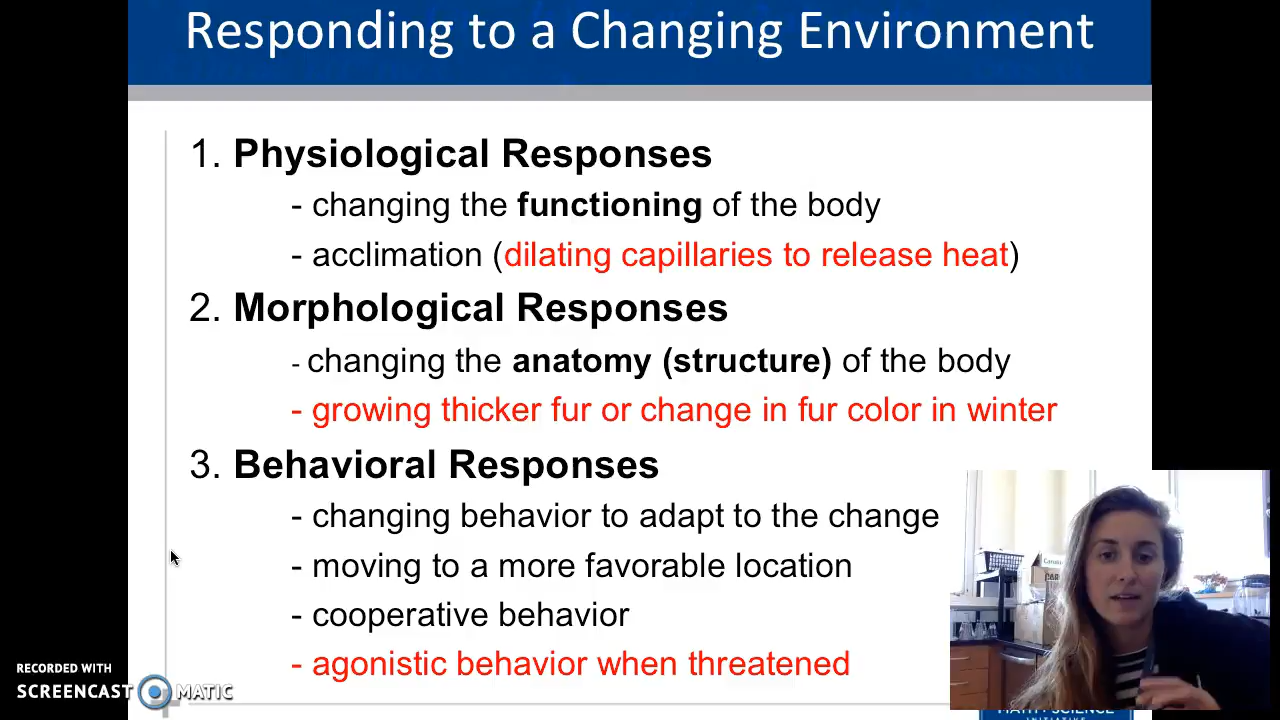 Responding to a Changing Environment
1. Physiological Responses
- changing the functioning of the body
- acclimation (dilating capillaries to release heat)
2. Morphological Responses
- changing the anatomy (structure) of the body
- growing thicker fur or change in fur color in winter
3. Behavioral Responses
- changing behavior to adapt to the change
- moving to a more favorable location
- cooperative behavior
- agonistic behavior when threatened
RECORDED WITH
SCREENCAST MATIC
MATH + SCIENCE
INITIATIVE